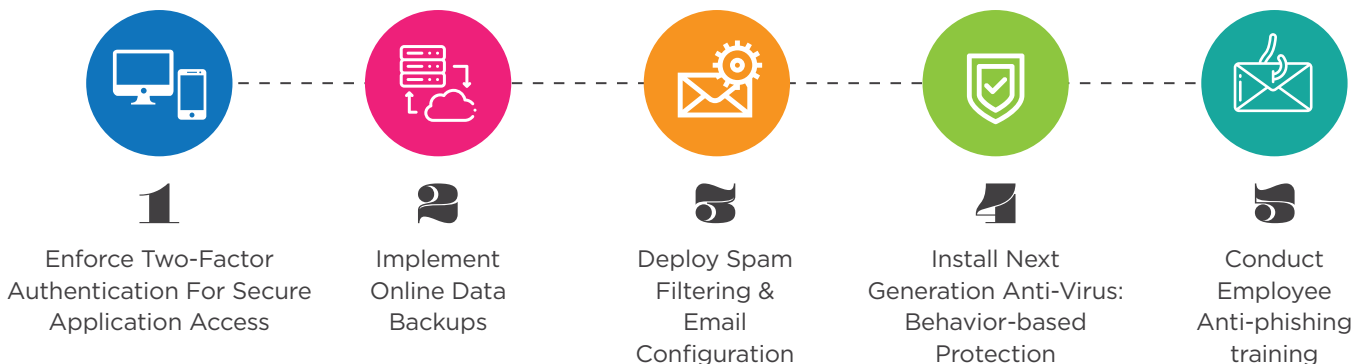 1
Enforce Two-Factor
Authentication For Secure
Application Access
2
Implement
Online Data
Backups
3
Deploy Spam
Filtering &
Email
Configuration
4
Install Next
Generation Anti-Virus:
Behavior-based
Protection
5
Conduct
Employee
Anti-phishing
training